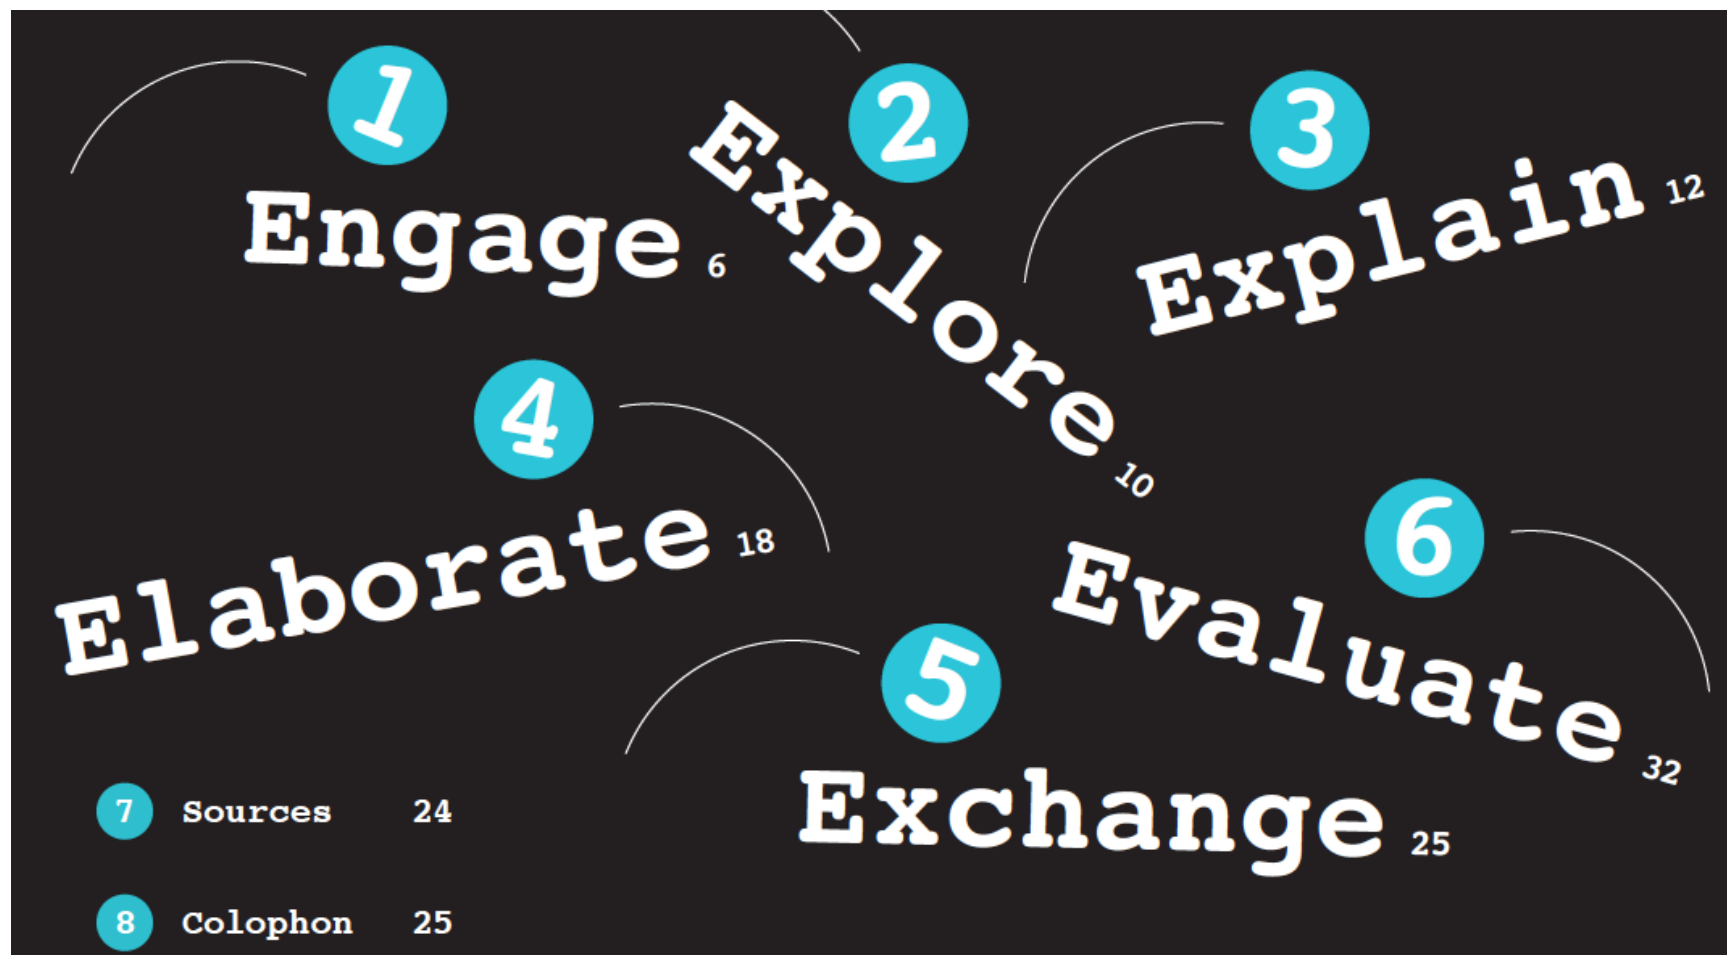 1
Engage 6
2
Explore 10
3
Explain 12
4
Elaborate 18
5
Exchange 25
6
Evaluate 32
7 Sources 24
8 Colophon 25